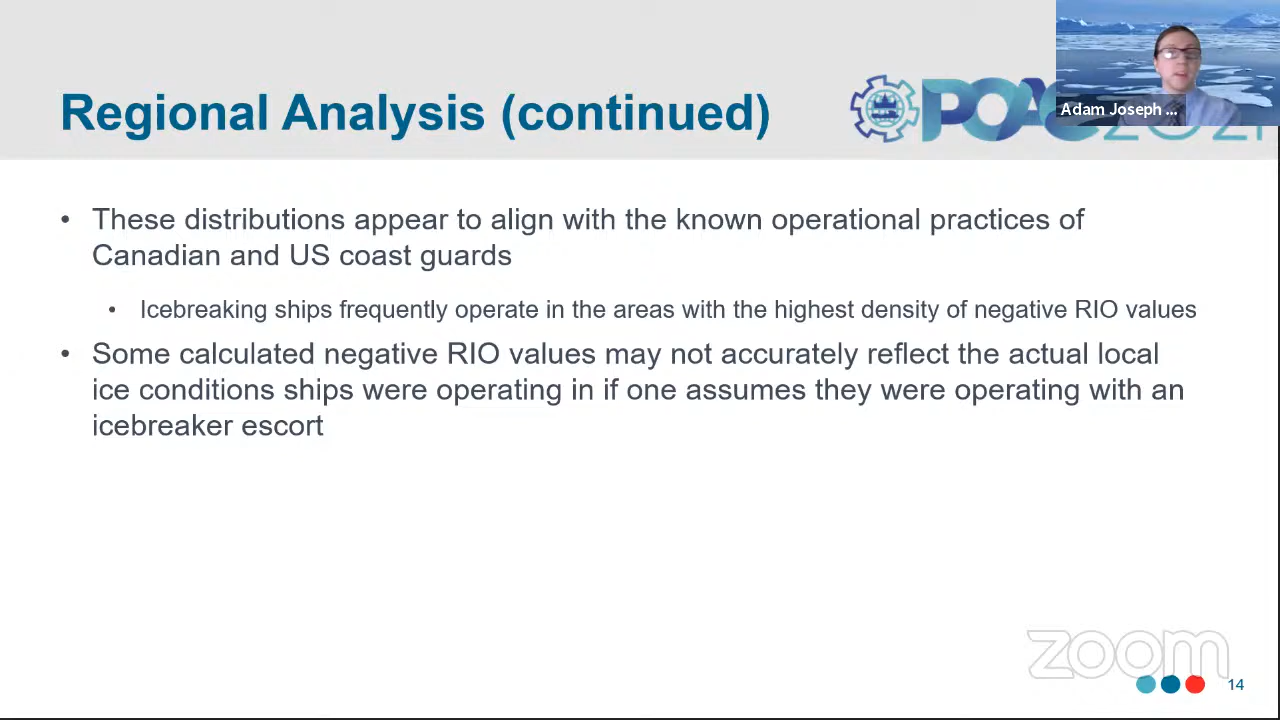 Regional Analysis (continued)
POAC 2021
Adam Joseph ...
• These distributions appear to align with the known operational practices of
Canadian and US coast guards
• Icebreaking ships frequently operate in the areas with the highest density of negative RIO values
• Some calculated negative RIO values may not accurately reflect the actual local
ice conditions ships were operating in if one assumes they were operating with an
icebreaker escort
zoom
14